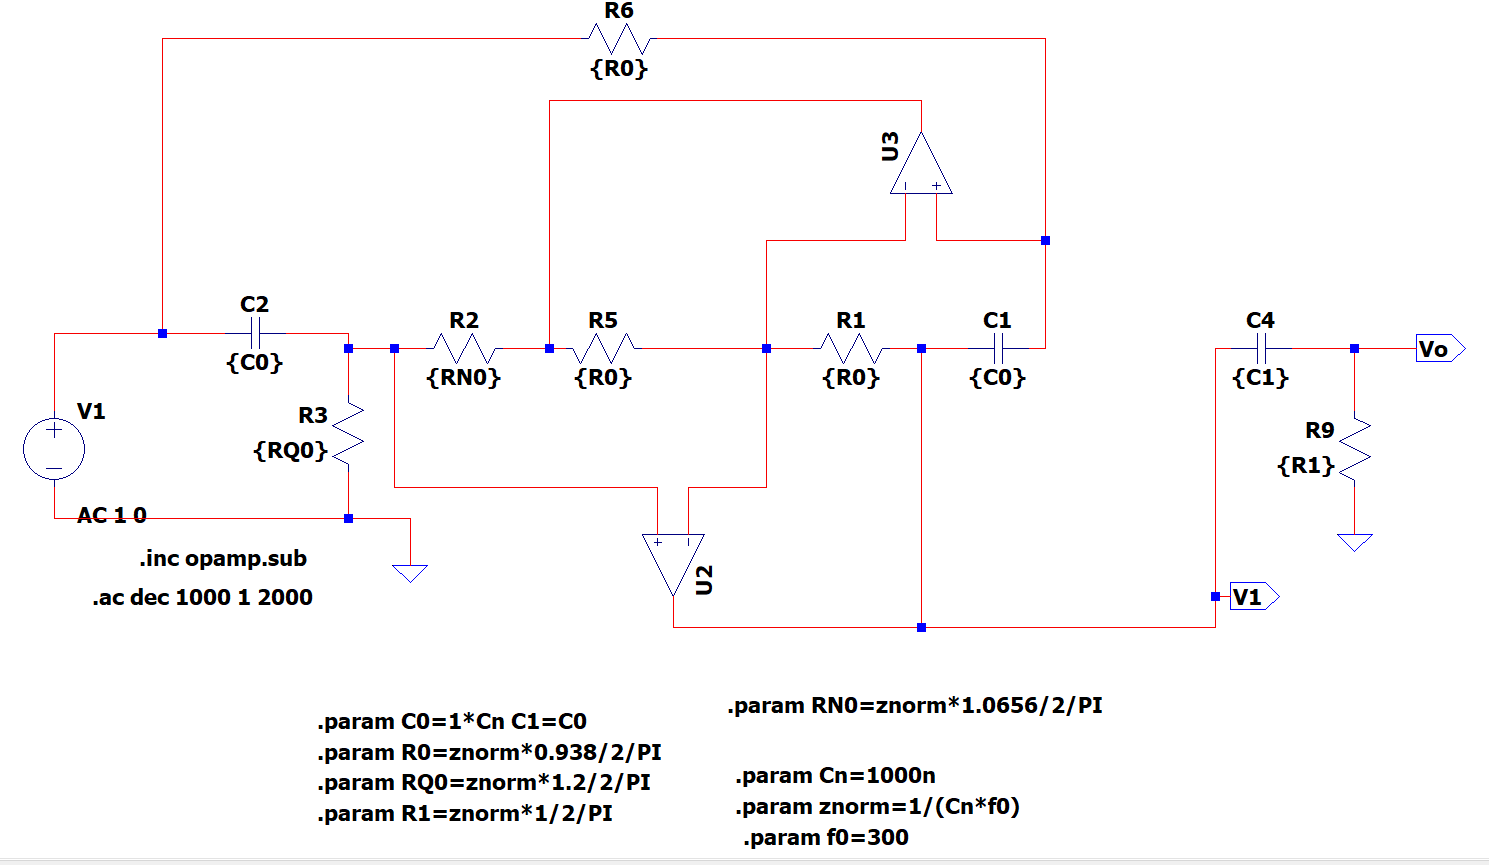 R6
{R0}
U3
- +
C2
{C0}
R2
{RN0}
R5
{R0}
R1
{R0}
C1
{C0}
C4
{C1}
Vo
V1
+
-
R3
{RQ0}
R9
{R1}
AC 1 0
+ -
U2
V1
.inc opamp.sub
.ac dec 1000 1 2000
.param C0=1*Cn C1=C0
.param R0=znorm*0.938/2/PI
.param RQ0=znorm*1.2/2/PI
.param R1=znorm*1/2/PI
.param RN0=znorm*1.0656/2/PI
.param Cn=1000n
.param znorm=1/(Cn*f0)
.param f0=300